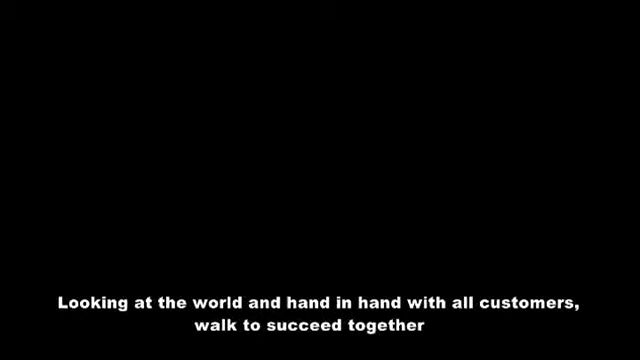 Looking at the world and hand in hand with all customers,
walk to succeed together